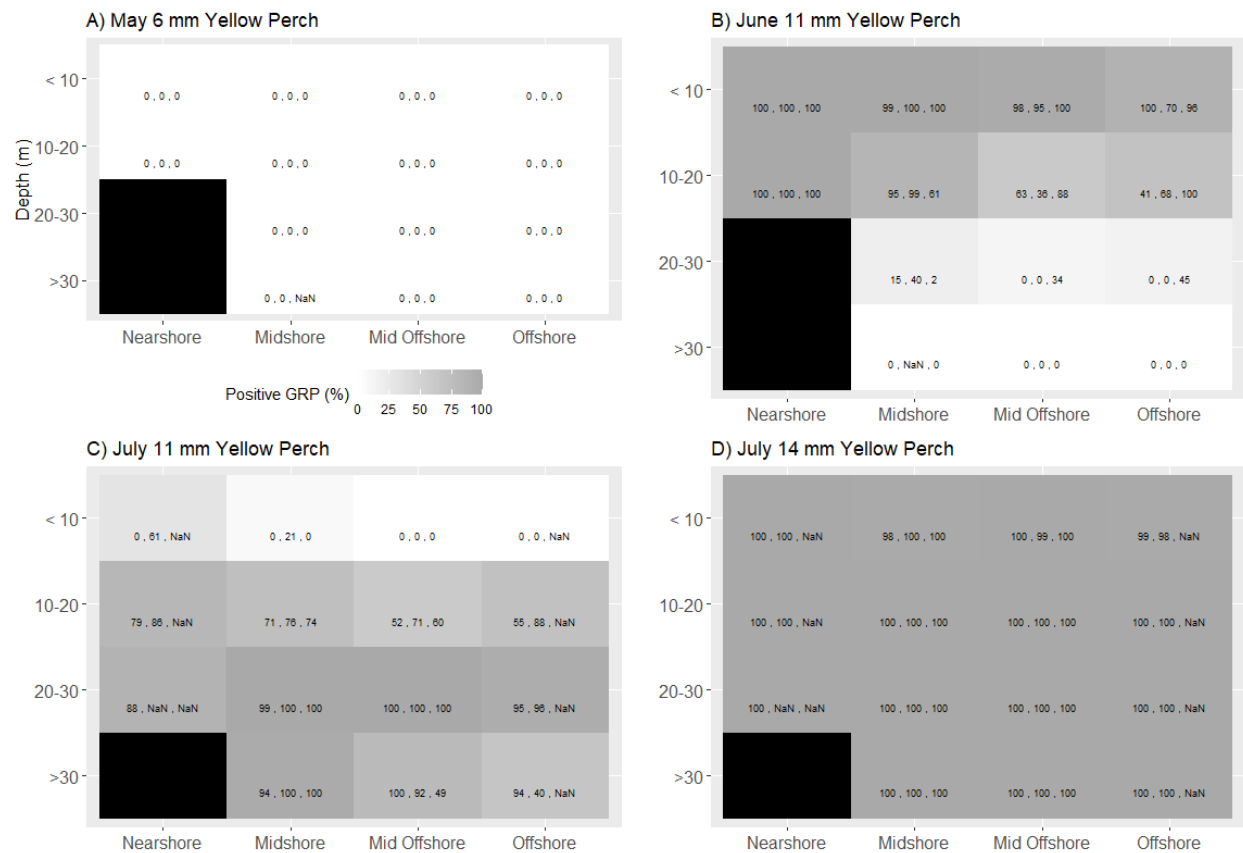 A) May 6 mm Yellow Perch
Depth (m)
< 10
0 , 0 , 0 0 , 0 , 0 0 , 0 , 0 0 , 0 , 0
10-20
0 , 0 , 0 0 , 0 , 0 0 , 0 , 0 0 , 0 , 0
20-30
0 , 0 , 0 0 , 0 , 0 0 , 0 , 0
>30
0 , 0 , NaN 0 , 0 , 0 0 , 0 , 0
Nearshore Midshore Mid Offshore Offshore
B) June 11 mm Yellow Perch
< 10
100 , 100 , 100 99 , 100 , 100 98 , 95 , 100 100 , 70 , 96
10-20
100 , 100 , 100 95 , 99 , 61 63 , 36 , 88 41 , 68 , 100
20-30
15 , 40 , 2 0 , 0 , 34 0 , 0 , 45
>30
0 , NaN , 0 0 , 0 , 0 0 , 0 , 0
Nearshore Midshore Mid Offshore Offshore
Positive GRP (%)
0 25 50 75 100
C) July 11 mm Yellow Perch
< 10
0 , 61 , NaN 0 , 21 , 0 0 , 0 , 0 0 , 0 , NaN
10-20
79 , 86 , NaN 71 , 76 , 74 52 , 71 , 60 55 , 88 , NaN
20-30
88 , NaN , NaN 99 , 100 , 100 100 , 100 , 100 95 , 96 , NaN
>30
94 , 100 , 100 100 , 92 , 49 94 , 40 , NaN
Nearshore Midshore Mid Offshore Offshore
D) July 14 mm Yellow Perch
< 10
100 , 100 , NaN 98 , 100 , 100 100 , 99 , 100 99 , 98 , NaN
10-20
100 , 100 , NaN 100 , 100 , 100 100 , 100 , 100 100 , 100 , NaN
20-30
100 , NaN , NaN 100 , 100 , 100 100 , 100 , 100 100 , 100 , NaN
>30
100 , 100 , 100 100 , 100 , 100 100 , 100 , NaN
Nearshore Midshore Mid Offshore Offshore